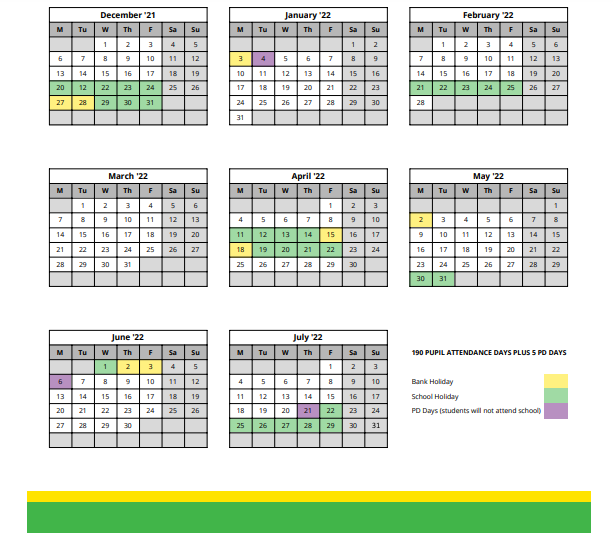 December '21
M Tu W Th F Sa Su
1 2 3 4 5
6 7 8 9 10 11 12
13 14 15 16 17 18 19
20 12 22 23 24 25 26
27 28 29 30 31
January '22
M Tu W Th F Sa Su
1 2
3 4 5 6 7 8 9
10 11 12 13 14 15 16
17 18 19 20 21 22 23
24 25 26 27 28 29 30
31
February '22
M Tu W Th F Sa Su
1 2 3 4 5 6
7 8 9 10 11 12 13
14 15 16 17 18 19 20
21 22 23 24 25 26 27
28
March '22
M Tu W Th F Sa Su
1 2 3 4 5 6
7 8 9 10 11 12 13
14 15 16 17 18 19 20
21 22 23 24 25 26 27
28 29 30 31
April '22
M Tu W Th F Sa Su
1 2 3
4 5 6 7 8 9 10
11 12 13 14 15 16 17
18 19 20 21 22 23 24
25 26 27 28 29 30
May '22
M Tu W Th F Sa Su
1
2 3 4 5 6 7 8
9 10 11 12 13 14 15
16 17 18 19 20 21 22
23 24 25 26 27 28 29
30 31
June '22
M Tu W Th F Sa Su
1 2 3 4 5
6 7 8 9 10 11 12
13 14 15 16 17 18 19
20 21 22 23 24 25 26
27 28 29 30
July '22
M Tu W Th F Sa Su
1 2 3
4 5 6 7 8 9 10
11 12 13 14 15 16 17
18 19 20 21 22 23 24
25 26 27 28 29 30 31
190 PUPIL ATTENDANCE DAYS PLUS 5 PD DAYS
Bank Holiday
School Holiday
PD Days (students will not attend school)